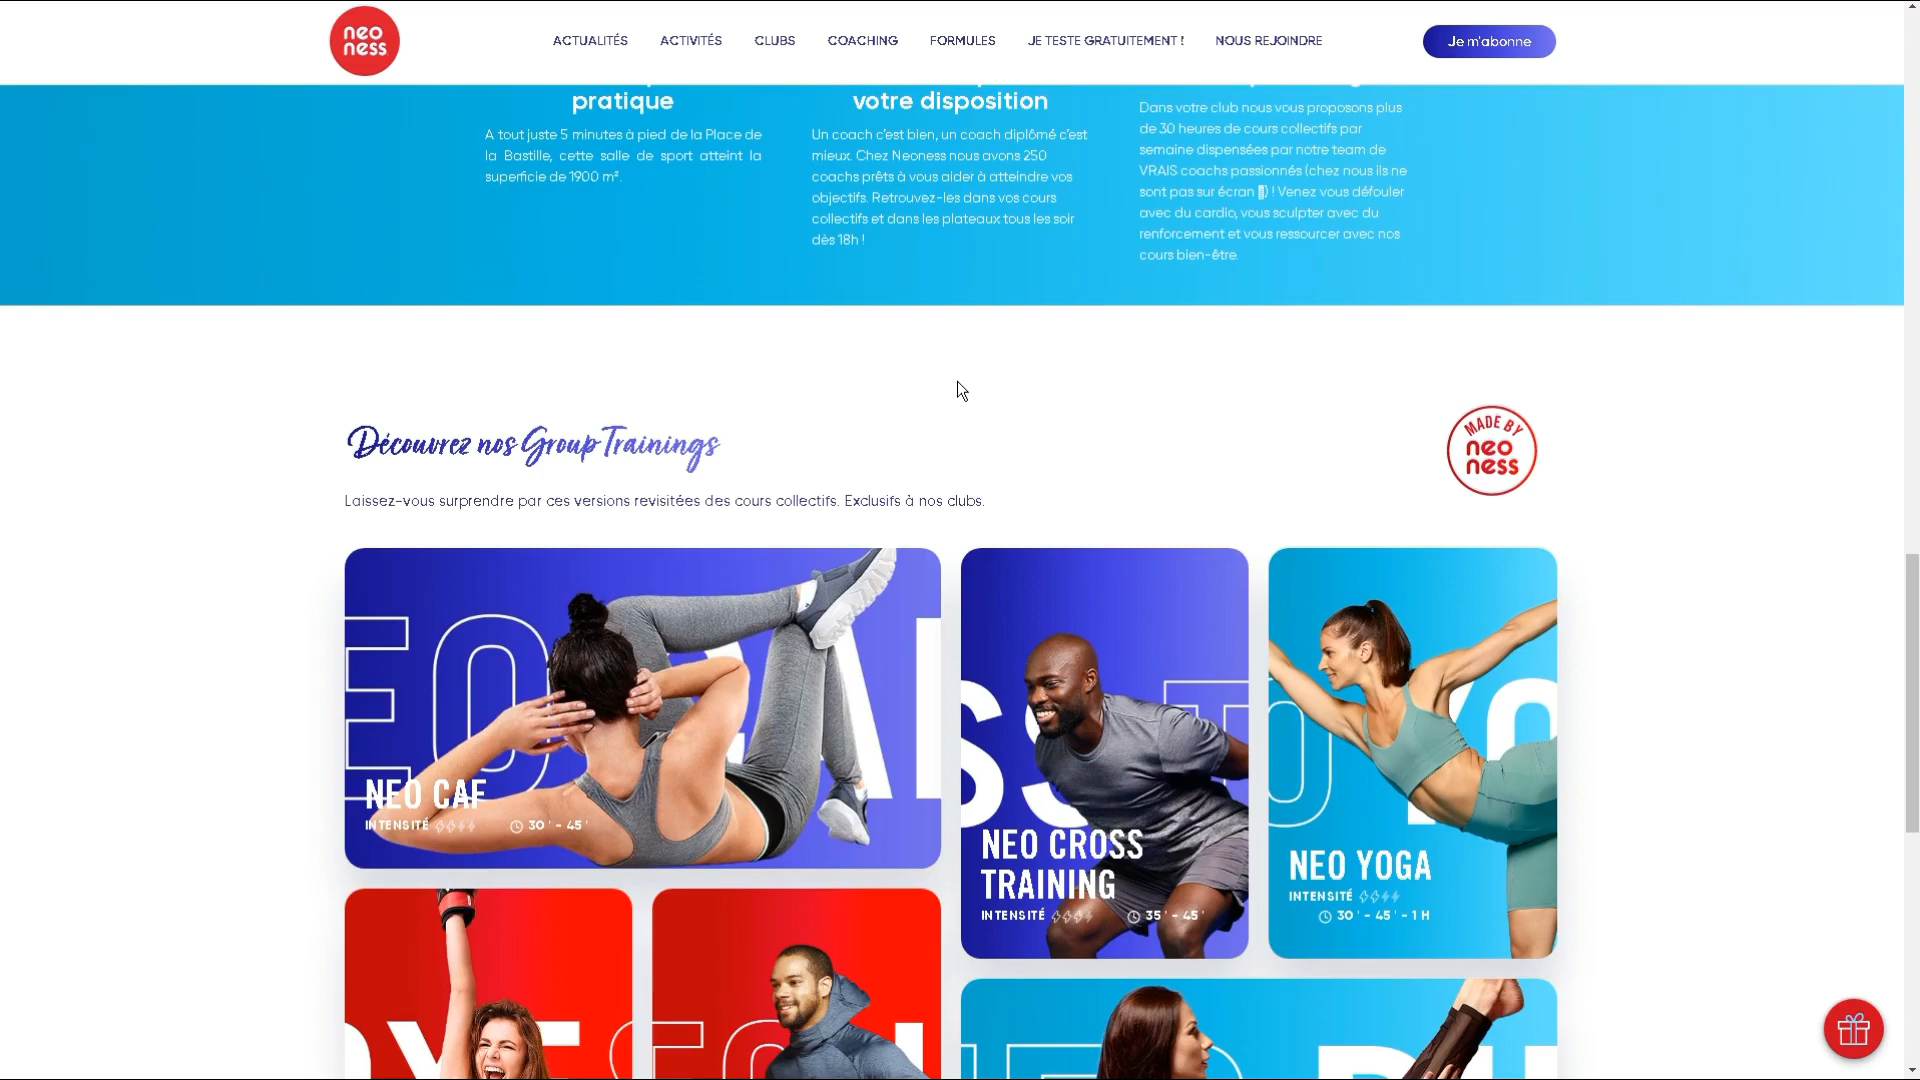 neo
ness
ACTUALITÉS
ACTIVITÉS
CLUBS
COACHING
FORMULES
JE TESTE GRATUITEMENT !
NOUS REJOINDRE
Je m'abonne
pratique
A tout juste 5 minutes à pied de la Place de
la Bastille, cette salle de sport atteint la
superficie de 1900 m².
votre disposition
Un coach c'est bien, un coach diplômé c'est
mieux. Chez Neoness nous avons 250
coachs prêts à vous aider à atteindre vos
objectifs. Retrouvez-les dans vos cours
collectifs et dans les plateaux tous les soir
dès 18h !
Dans votre club nous vous proposons plus
de 30 heures de cours collectifs par
semaine dispensées par notre team de
VRAIS coachs passionnés (chez nous ils ne
sont pas sur écran ) ! Venez vous défouler
avec du cardio, vous sculpter avec du
renforcement et vous ressourcer avec nos
cours bien-être.
Découvrez nos Group Trainings
MADE BY
neo
ness
Laissez-vous surprendre par ces versions revisitées des cours collectifs. Exclusifs à nos clubs.
NEO CAF
INTENSITÉ
30 ' - 45 '
NEO CROSS
TRAINING
INTENSITÉ
35 ' - 45 '
NEO YOGA
INTENSITÉ
30 ' - 45 ' - 1 H